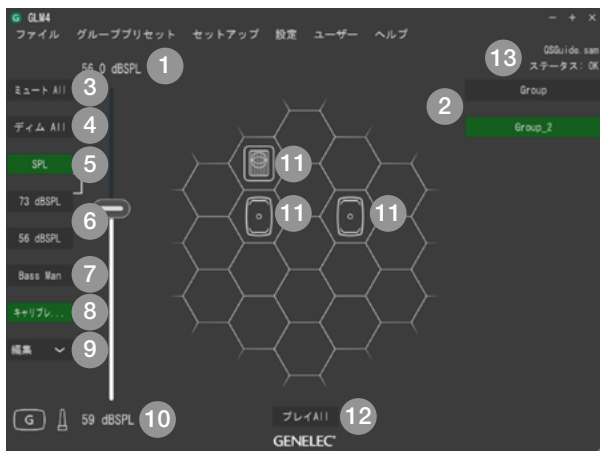 G GLM4
ファイル グループプリセット セットアップ 設定 ユーザー ヘルプ
QSGuide.sam
13 ステータス: OK
56.0 dBSPL 1
ミュート All 3
2 Group
ディム All 4
Group_2
SPL 5
11
73 dBSPL
6
11 11
56 dBSPL
Bass Man 7
キャリブレ... 8
編集 9
G 59 dBSPL 10
プレイAll 12
GENELEC®